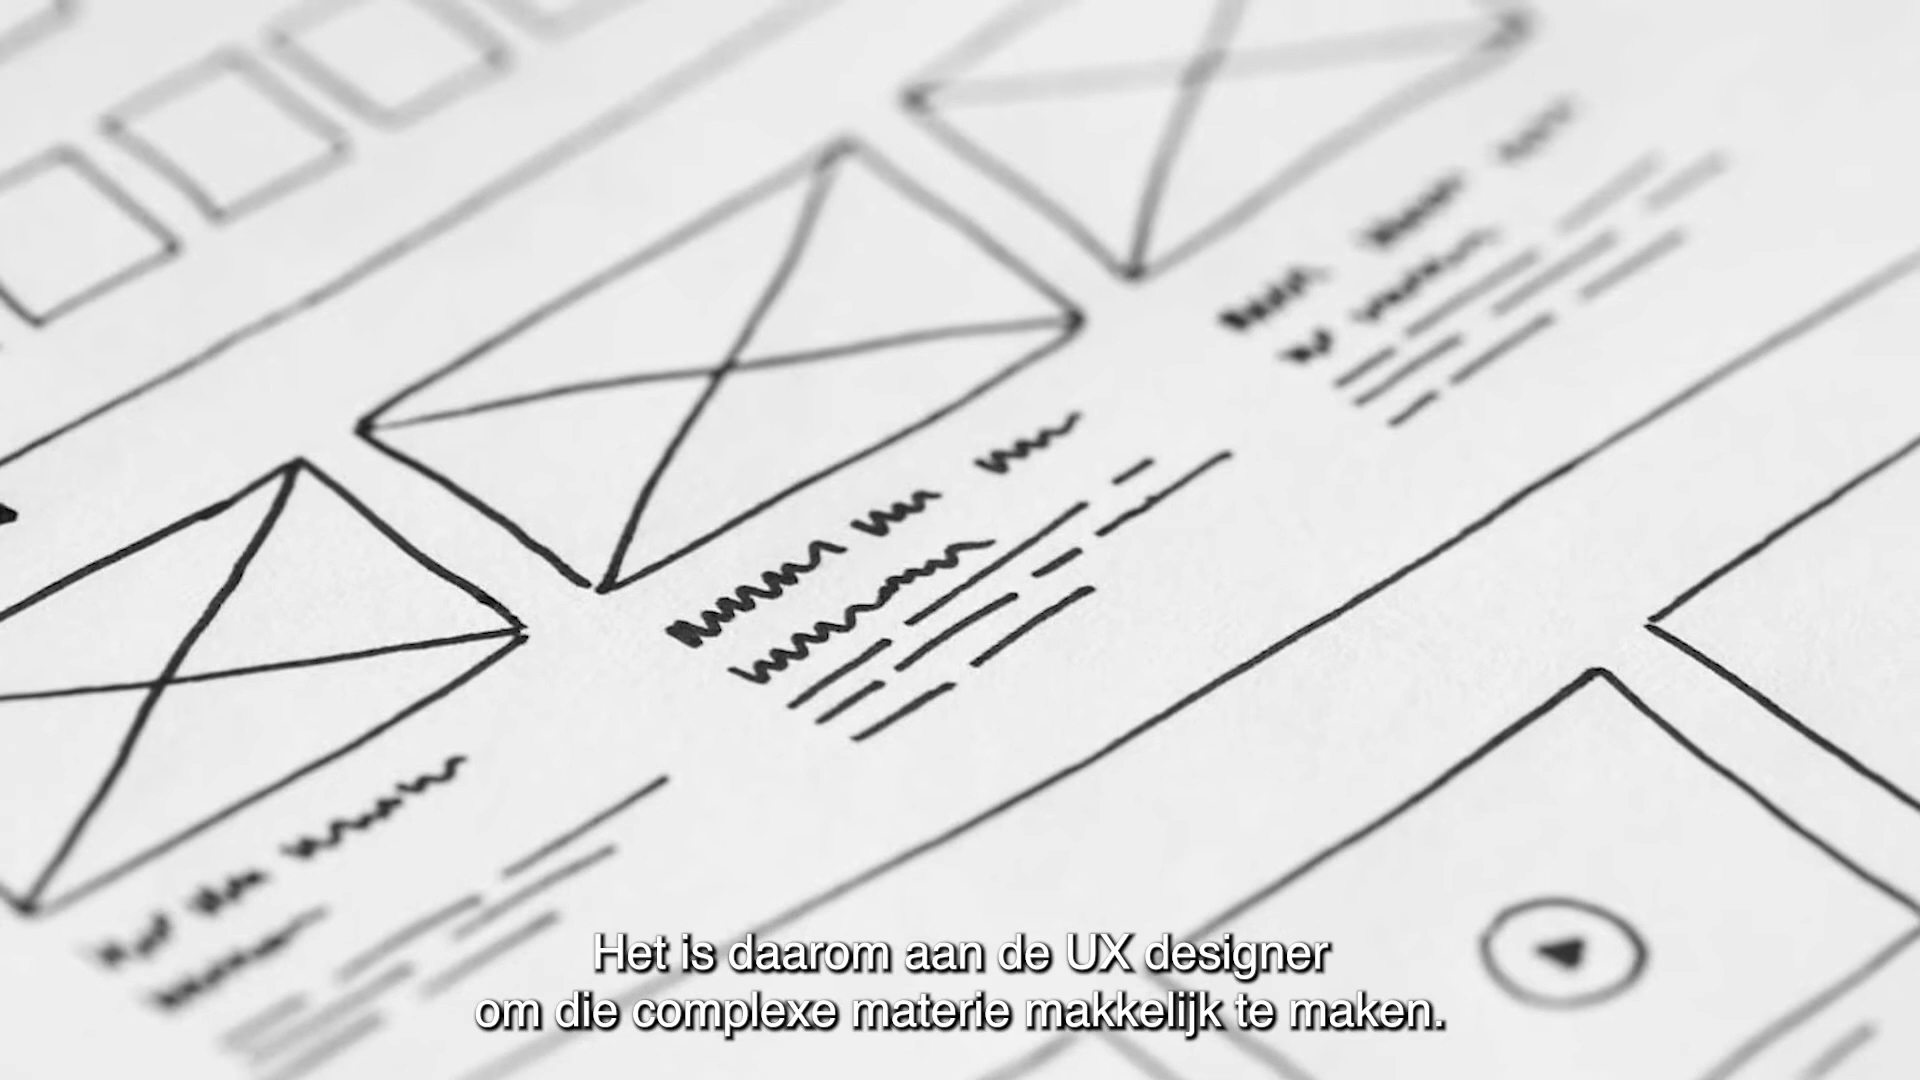 Het is daarom aan de UX designer
om die complexe materie makkelijk te maken.